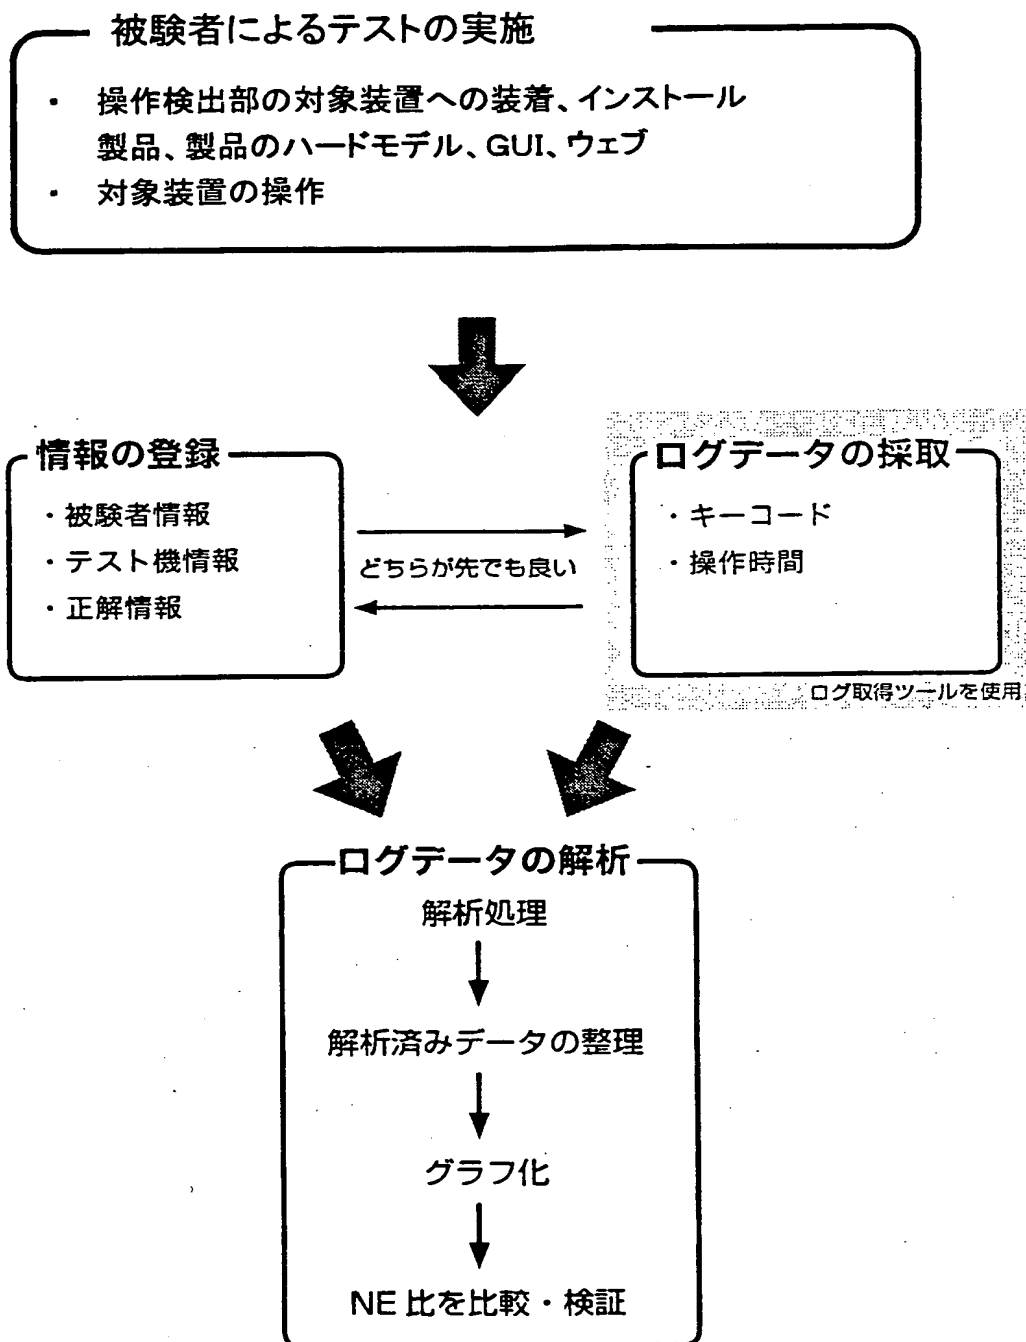 被験者によるテストの実施
・ 操作検出部の対象装置への装着、インストール
製品、製品のハードモデル、GUI、ウェブ
・ 対象装置の操作
情報の登録
・被験者情報
・テスト機情報
・正解情報
どちらが先でも良い
ログデータの採取
・キーコード
・操作時間
ログ取得ツールを使用
ログデータの解析
解析処理
解析済みデータの整理
グラフ化
NE 比を比較・検証